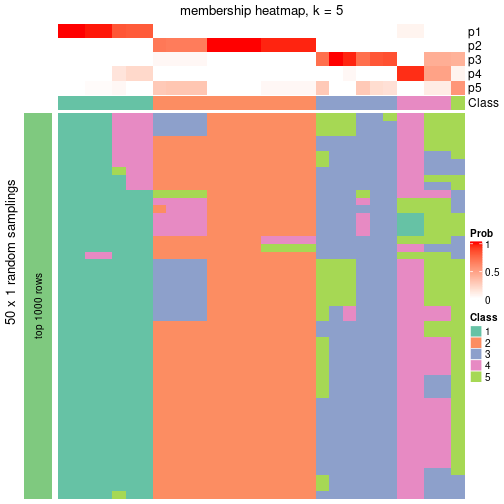 membership heatmap, k = 5
p1
p2
p3
p4
p5
Class
50 x 1 random samplings
top 1000 rows
Prob
1
0.5
0
Class
1
2
3
4
5